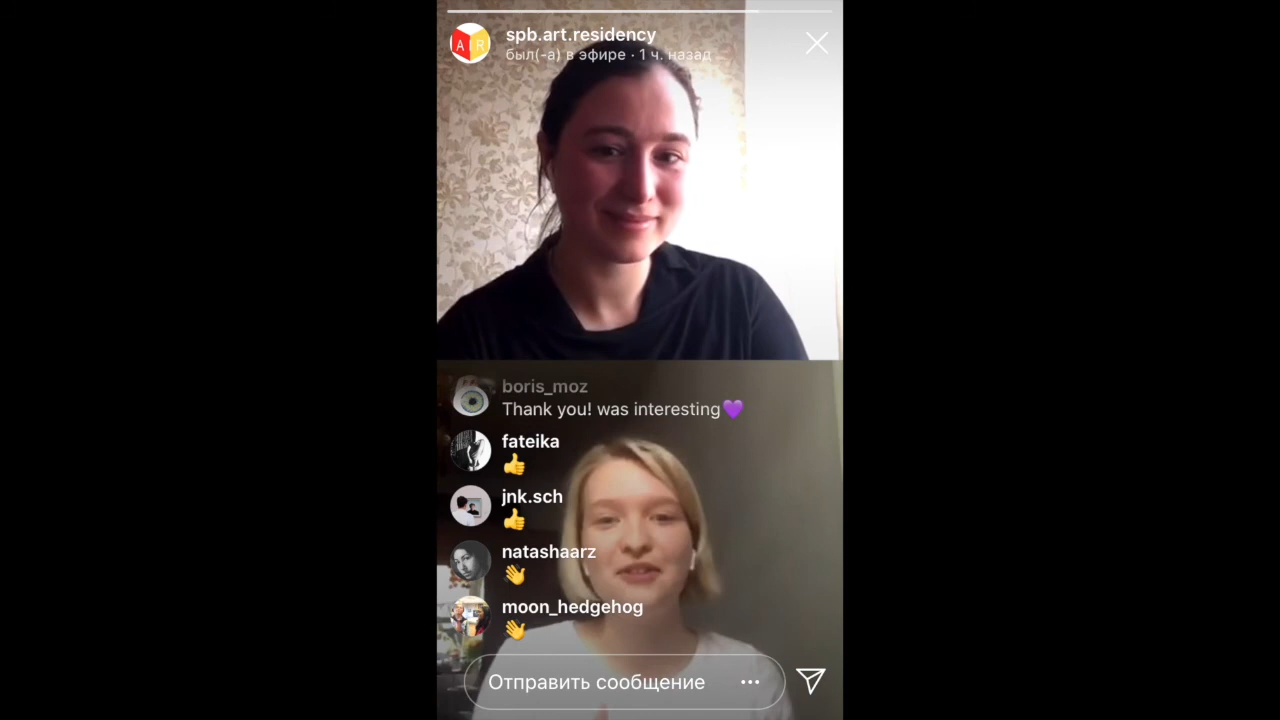 AIR
spb.art.residency
был(-а) в эфире · 1 ч. назад
boris_moz
Thank you! was interesting💜
fateika
👍
jnk.sch
👍
natashaarz
👋
moon_hedgehog
👋
Отправить сообщение